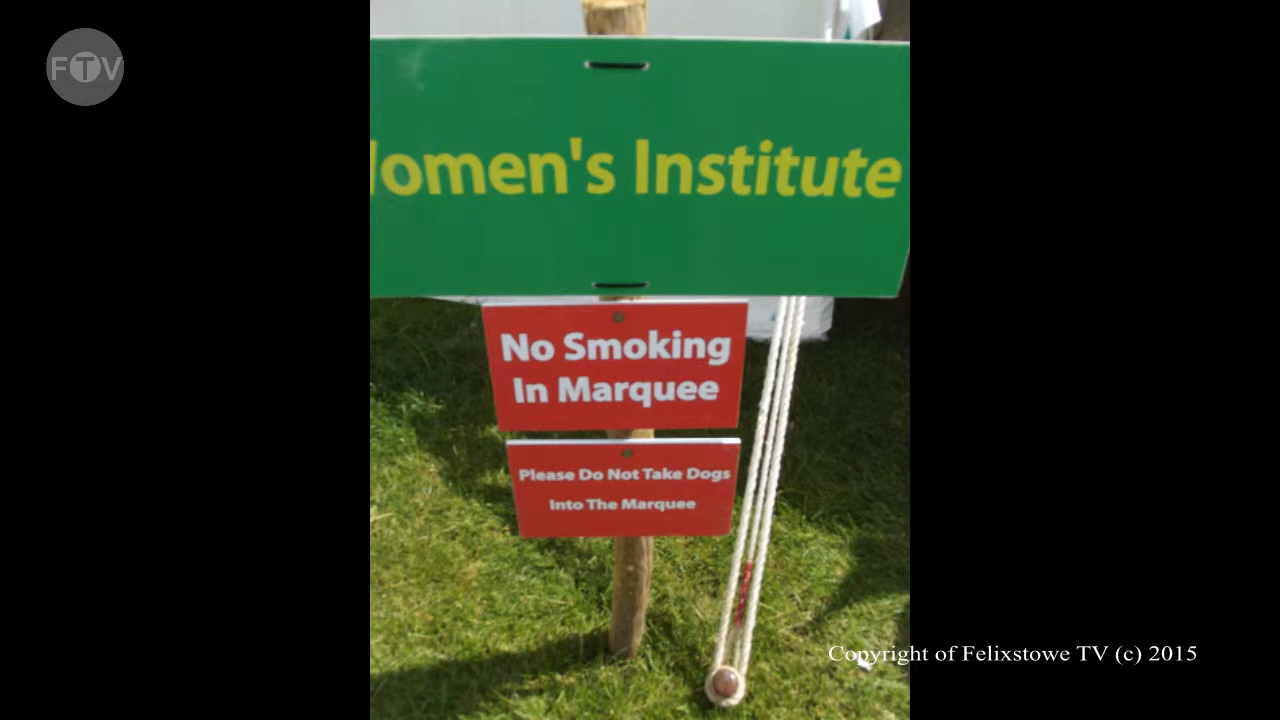 FTV
Women's Institute
No Smoking
In Marquee
Please Do Not Take Dogs
Into The Marquee
Copyright of Felixstowe TV (c) 2015